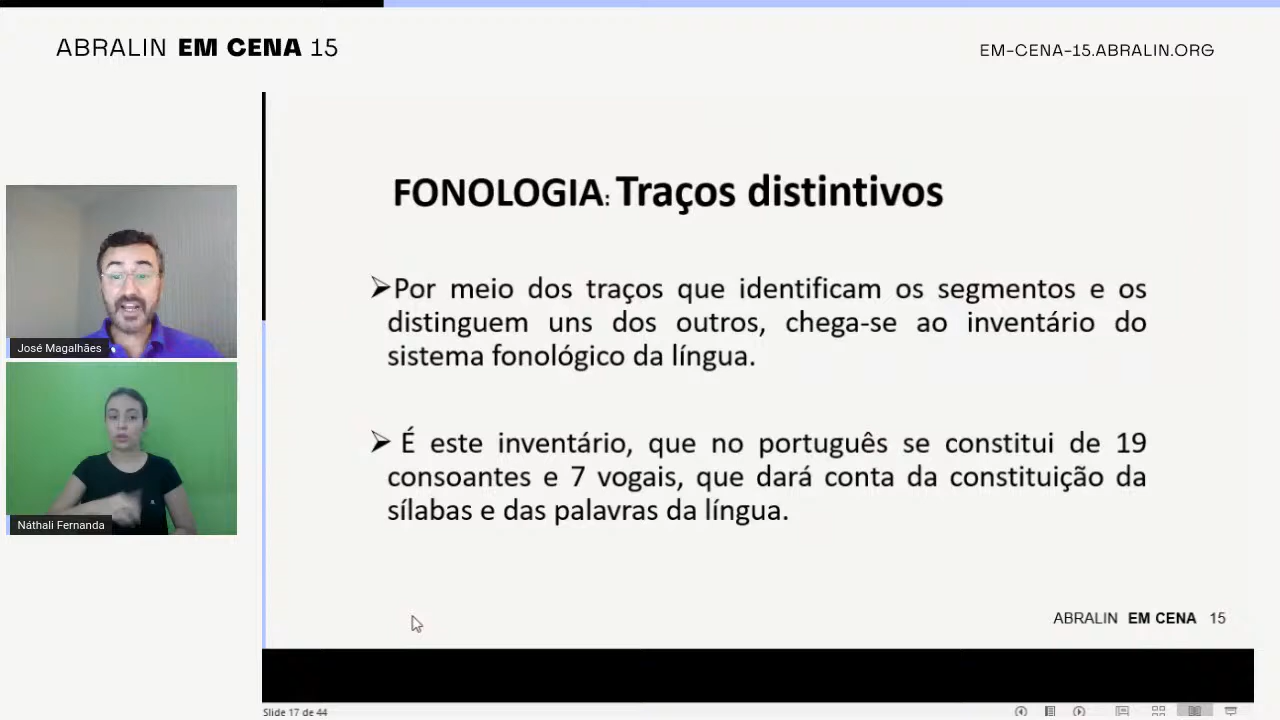 ABRALIN EM CENA 15
EM-CENA-15.ABRALIN.ORG
FONOLOGIA: Traços distintivos
➢Por meio dos traços que identificam os segmentos e os
distinguem uns dos outros, chega-se ao inventário do
sistema fonológico da língua.
➢ É este inventário, que no português se constitui de 19
consoantes e 7 vogais, que dará conta da constituição da
sílabas e das palavras da língua.
José Magalhães
Náthali Fernanda
ABRALIN EM CENA 15
Slide 17 de 44